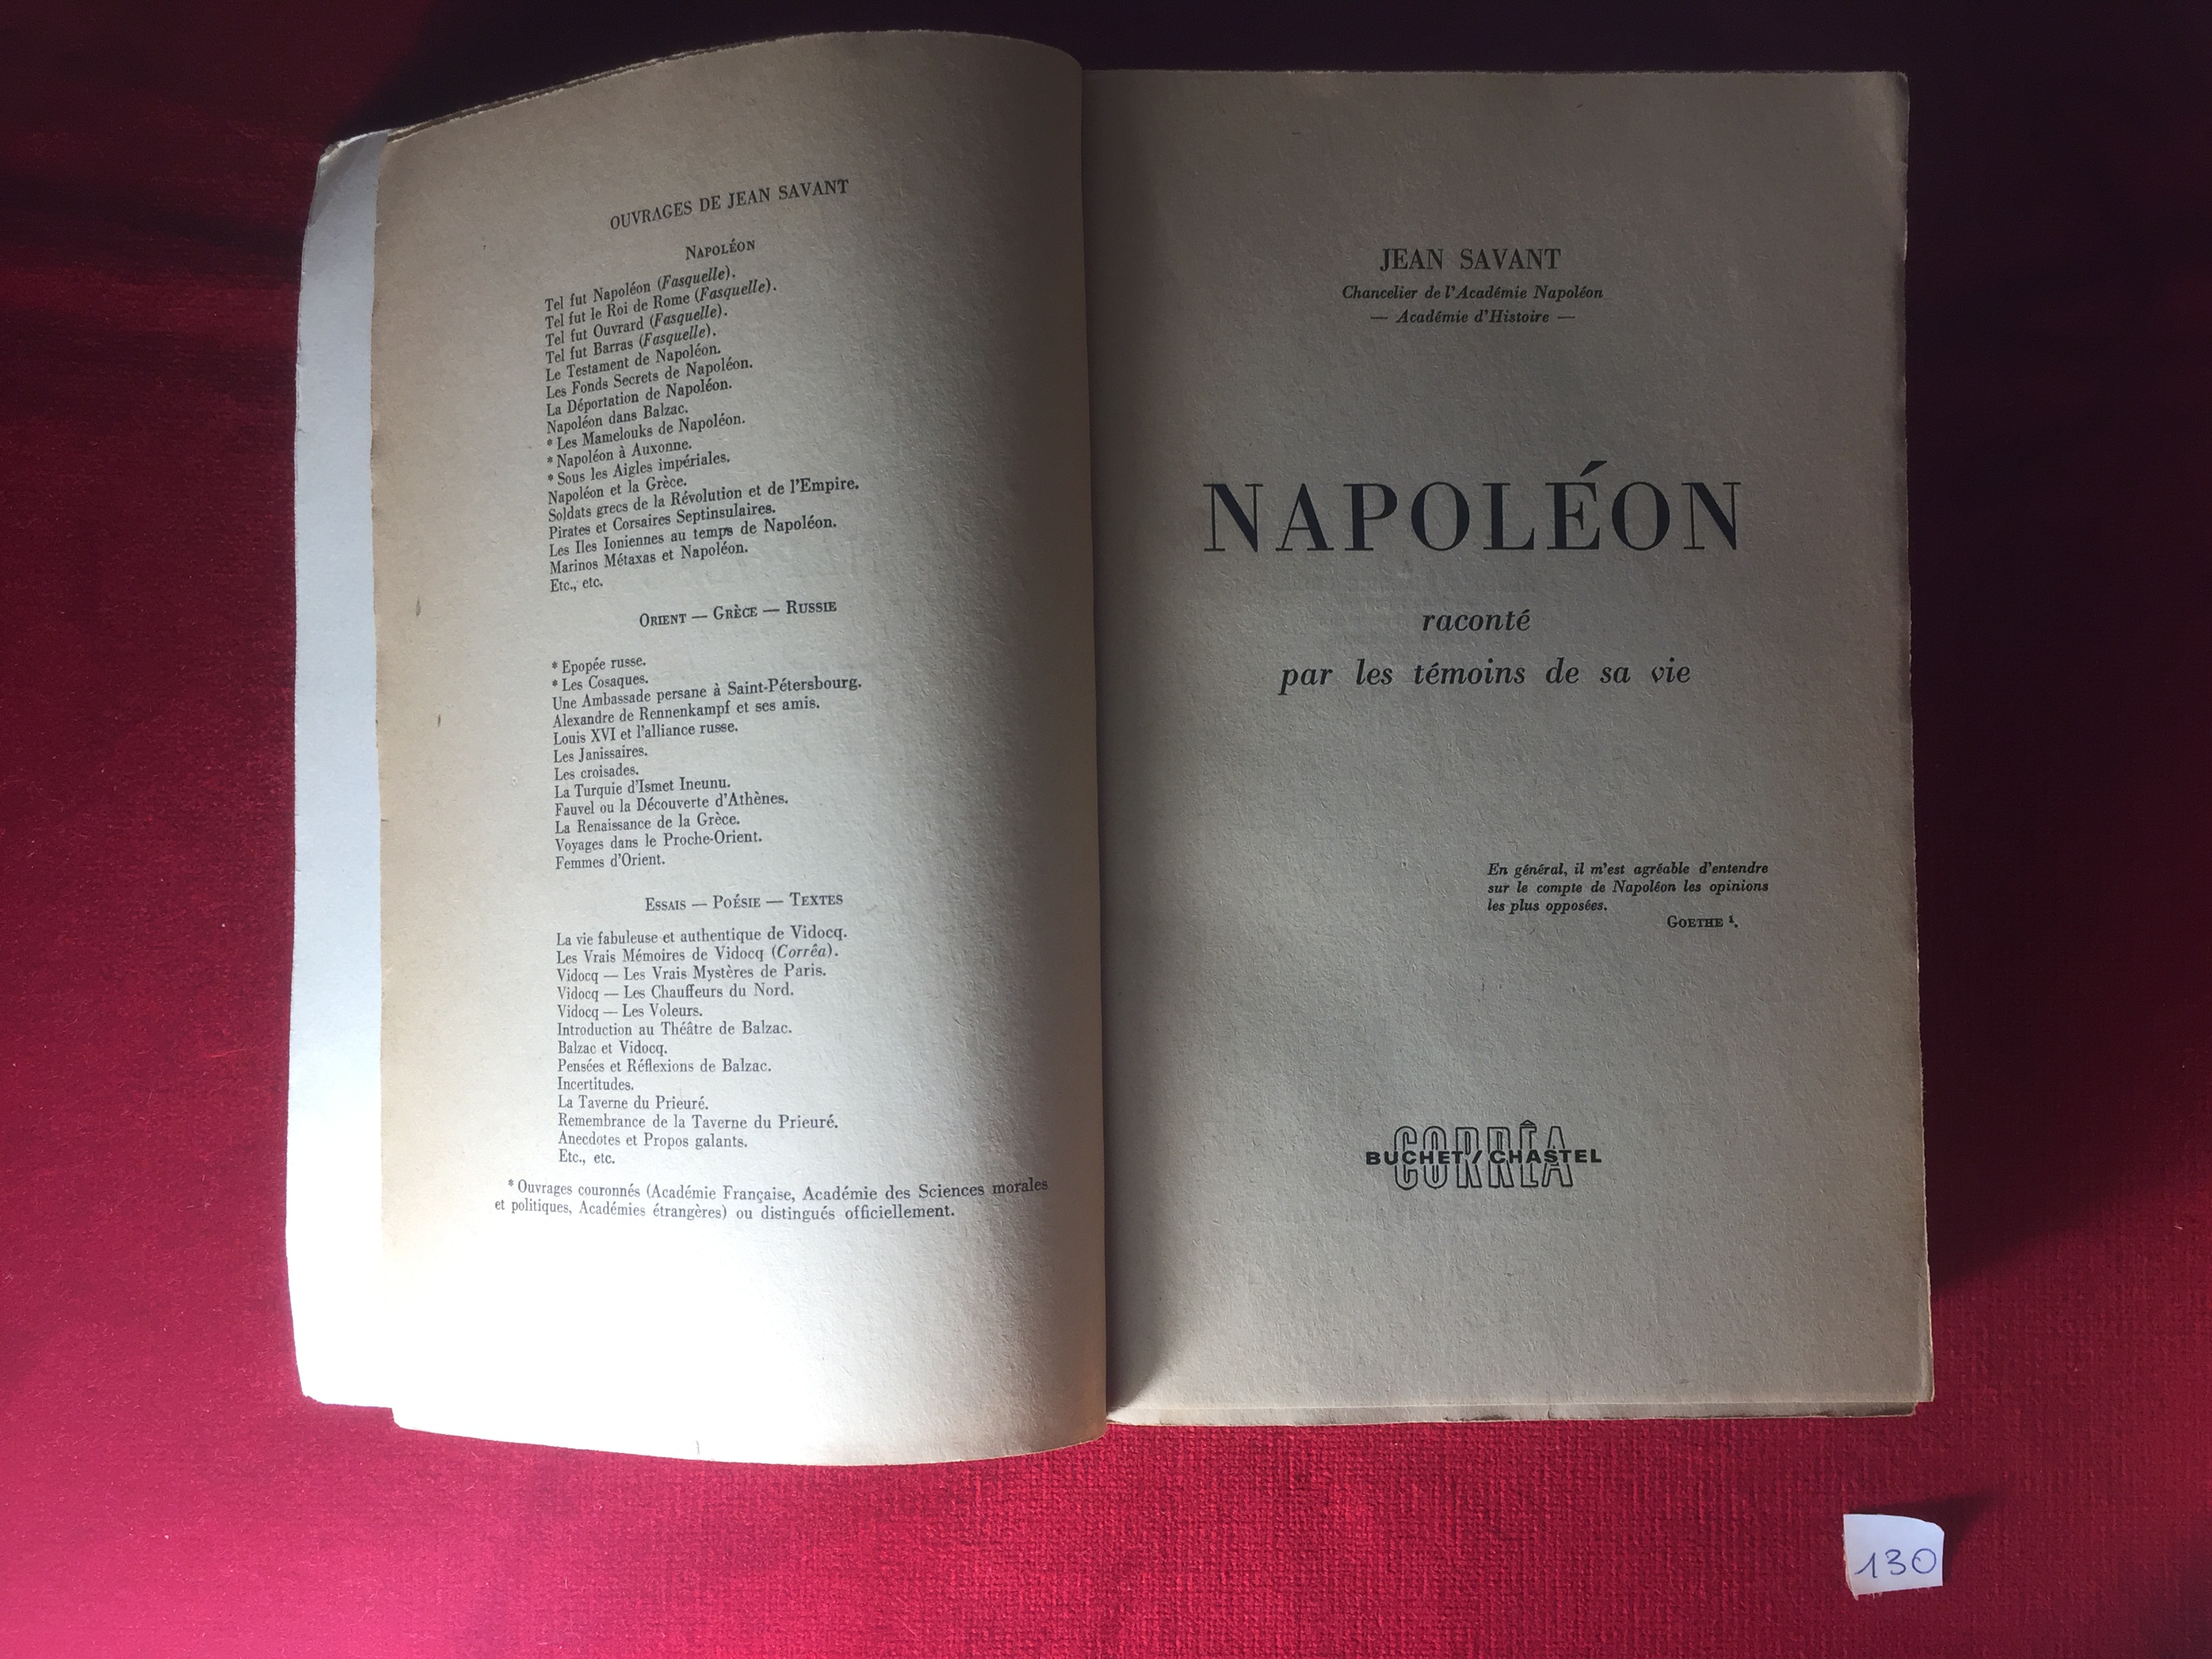 OUVRAGES DE JEAN SAVANT
NAPOLÉON
Tel fut Napoléon (Fasquelle).
Tel fut le Roi de Rome (Fasquelle).
Tel fut Ouvrard (Fasquelle).
Tel fut Barras (Fasquelle).
Le Testament de Napoléon.
Les Fonds Secrets de Napoléon.
La Déportation de Napoléon.
Napoléon dans Balzac.
* Les Mamelouks de Napoléon.
* Napoléon à Auxonne.
* Sous les Aigles impériales.
Napoléon et la Grèce.
Soldats grecs de la Révolution et de l'Empire.
Pirates et Corsaires Septinsulaires.
Les Iles Ioniennes au temps de Napoléon.
Marinos Métaxas et Napoléon.
Etc., etc.
ORIENT — GRÈCE — RUSSIE
* Epopée russe.
* Les Cosaques.
Une Ambassade persane à Saint-Pétersbourg.
Alexandre de Rennenkampf et ses amis.
Louis XVI et l'alliance russe.
Les Janissaires.
Les croisades.
La Turquie d'Ismet Ineunu.
Fauvel ou la Découverte d'Athènes.
La Renaissance de la Grèce.
Voyages dans le Proche-Orient.
Femmes d'Orient.
ESSAIS — POÉSIE — TEXTES
La vie fabuleuse et authentique de Vidocq.
Les Vrais Mémoires de Vidocq (Corrêa).
Vidocq — Les Vrais Mystères de Paris.
Vidocq — Les Chauffeurs du Nord.
Vidocq — Les Voleurs.
Introduction au Théâtre de Balzac.
Balzac et Vidocq.
Pensées et Réflexions de Balzac.
Incertitudes.
La Taverne du Prieuré.
Remembrance de la Taverne du Prieuré.
Anecdotes et Propos galants.
Etc., etc.
* Ouvrages couronnés (Académie Française, Académie des Sciences morales
et politiques, Académies étrangères) ou distingués officiellement.
JEAN SAVANT
Chancelier de l'Académie Napoléon
— Académie d'Histoire —
NAPOLÉON
raconté
par les témoins de sa vie
En général, il m'est agréable d'entendre
sur le compte de Napoléon les opinions
les plus opposées.
GOETHE 1.
CORRÊA
BUCHET / CHASTEL
130